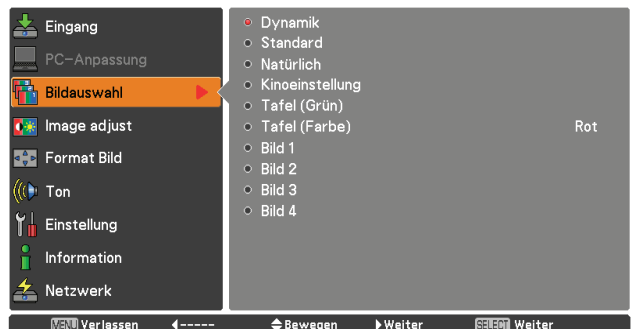 Eingang
PC-Anpassung
Bildauswahl
Image adjust
Format Bild
Ton
Einstellung
Information
Netzwerk
Dynamik
Standard
Natürlich
Kinoeinstellung
Tafel (Grün)
Tafel (Farbe) Rot
Bild 1
Bild 2
Bild 3
Bild 4
MENU Verlassen ----- Bewegen Weiter SELECT Weiter